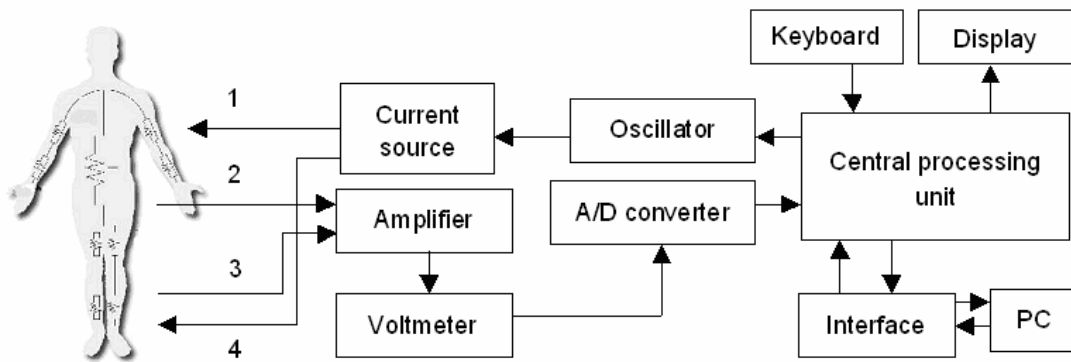 Keyboard
Display
1
Current
source
Oscillator
Central processing
unit
2
Amplifier
A/D converter
3
Voltmeter
Interface
PC
4